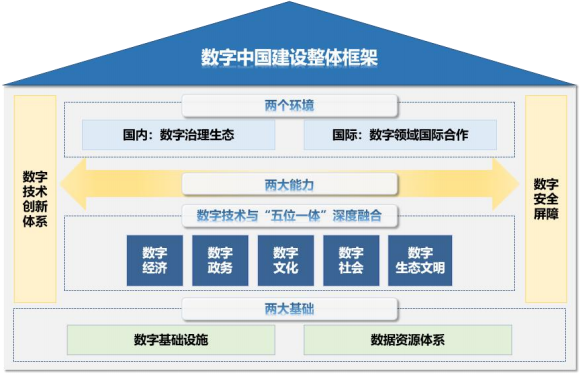 数字中国建设整体框架
两个环境
国内：数字治理生态
国际：数字领域国际合作
数字
技术
创新
体系
两大能力
数字
安全
屏障
数字技术与“五位一体”深度融合
数字
经济
数字
政务
数字
文化
数字
社会
数字
生态文明
两大基础
数字基础设施
数据资源体系